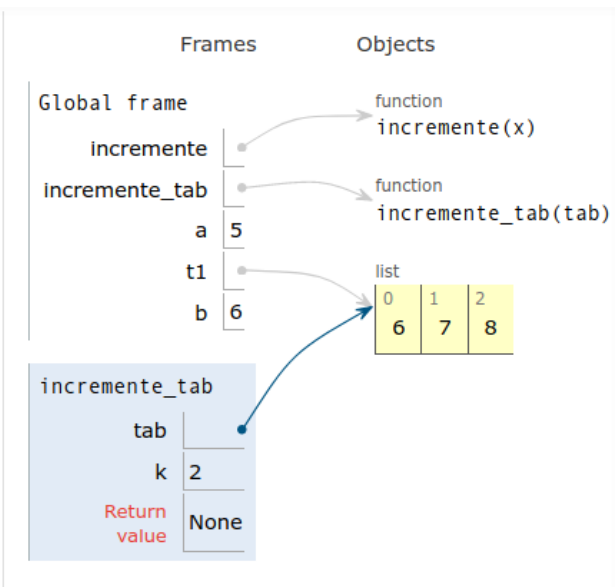 Frames Objects
Global frame
function
incremente(x)
incremente
function
incremente_tab
incremente_tab(tab)
a 5
t1
list
0 1 2
6 7 8
b 6
incremente_tab
tab
k 2
Return
value
None